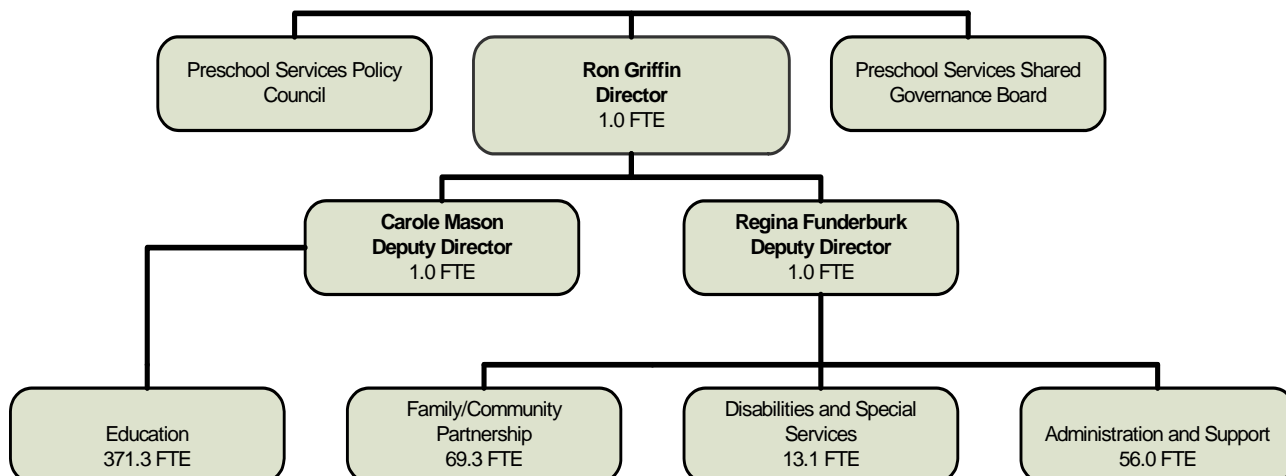 Preschool Services Policy
Council
Ron Griffin
Director
1.0 FTE
Preschool Services Shared
Governance Board
Carole Mason
Deputy Director
1.0 FTE
Regina Funderburk
Deputy Director
1.0 FTE
Education
371.3 FTE
Family/Community
Partnership
69.3 FTE
Disabilities and Special
Services
13.1 FTE
Administration and Support
56.0 FTE